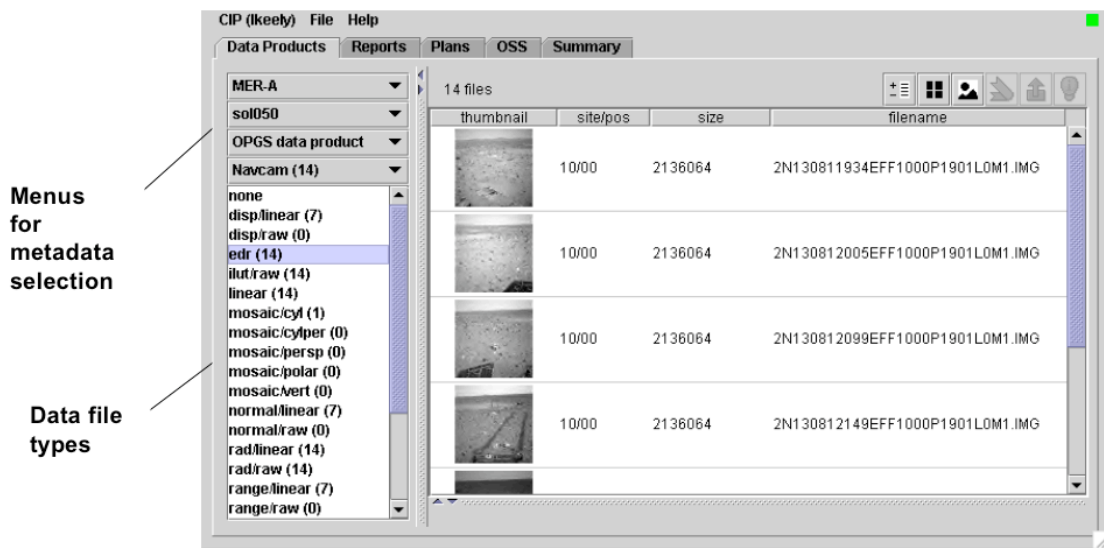 CIP (lkeely) File Help
Data Products Reports Plans OSS Summary
MER-A
sol050
OPGS data product
Navcam (14)
none
disp/linear (7)
disp/raw (0)
edr (14)
ilut/raw (14)
linear (14)
mosaic/cyl (1)
mosaic/cylper (0)
mosaic/persp (0)
mosaic/polar (0)
mosaic/vert (0)
normal/linear (7)
normal/raw (0)
rad/linear (14)
rad/raw (14)
range/linear (7)
range/raw (0)
14 files
thumbnail site/pos size filename
10/00 2136064 2N130811934EFF1000P1901L0M1.IMG
10/00 2136064 2N130812005EFF1000P1901L0M1.IMG
10/00 2136064 2N130812099EFF1000P1901L0M1.IMG
10/00 2136064 2N130812149EFF1000P1901L0M1.IMG
Menus
for
metadata
selection
Data file
types